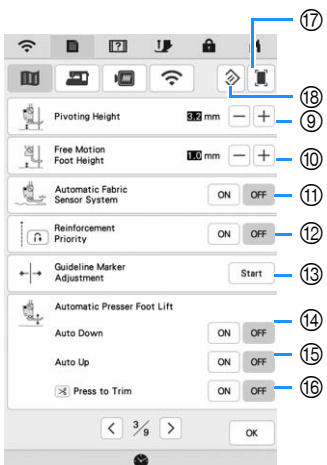 ⑰
⑱
Pivoting Height 3.2 mm − + ⑨
Free Motion
Foot Height 1.0 mm − + ⑩
Automatic Fabric
Sensor System ON OFF ⑪
Reinforcement
Priority ON OFF ⑫
Guideline Marker
Adjustment Start ⑬
Automatic Presser Foot Lift
Auto Down ON OFF ⑭
Auto Up ON OFF ⑮
Press to Trim ON OFF ⑯
< 3/9 > OK